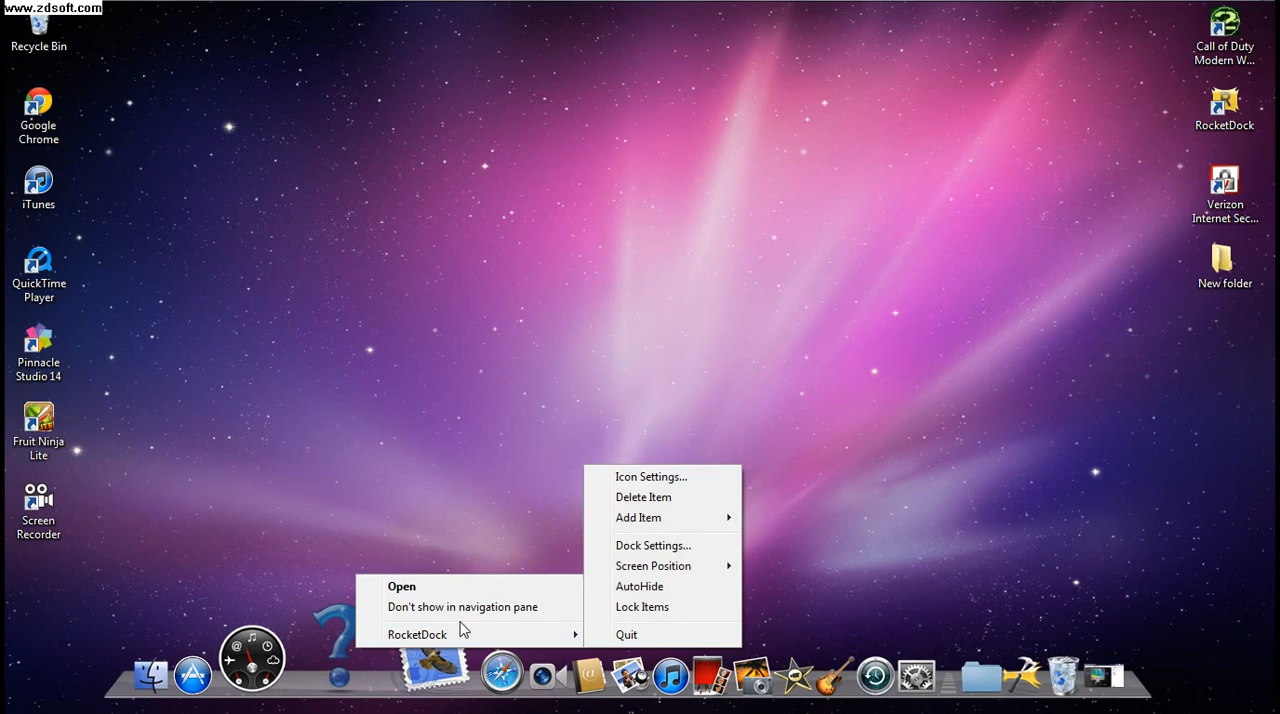 www.zdsoft.com
Recycle Bin
Google
Chrome
iTunes
QuickTime
Player
Pinnacle
Studio 14
Fruit Ninja
Lite
Screen
Recorder
Call of Duty
Modern W...
RocketDock
Verizon
Internet Sec...
New folder
Open
Don't show in navigation pane
RocketDock
Icon Settings...
Delete Item
Add Item
Dock Settings...
Screen Position
AutoHide
Lock Items
Quit